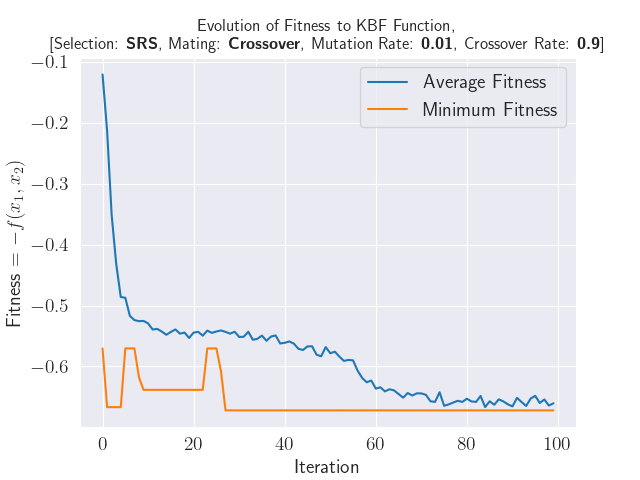 Evolution of Fitness to KBF Function,
[Selection: SRS, Mating: Crossover, Mutation Rate: 0.01, Crossover Rate: 0.9]
−0.1
−0.2
−0.3
−0.4
−0.5
−0.6
Fitness = −f(x₁, x₂)
Average Fitness
Minimum Fitness
0 20 40 60 80 100
Iteration